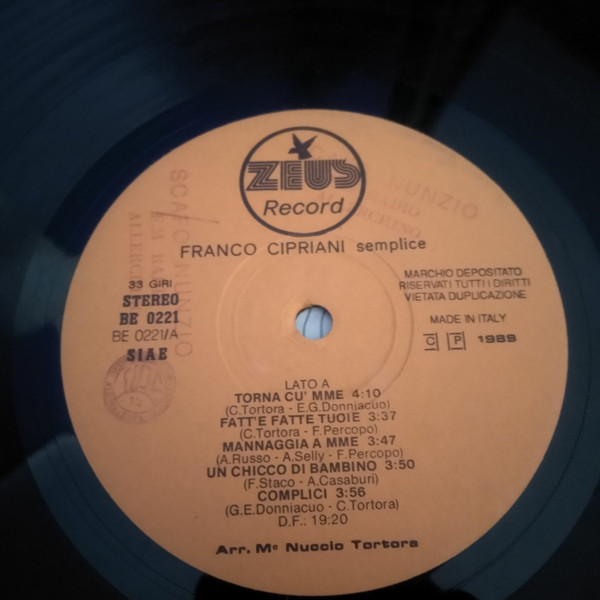 ZEUS
Record
FRANCO CIPRIANI semplice
33 GIRI
STEREO
BE 0221
BE 0221/A
SIAE
MARCHIO DEPOSITATO
RISERVATI TUTTI I DIRITTI
VIETATA DUPLICAZIONE
MADE IN ITALY
C P 1989
LATO A
TORNA CU' MME 4:10
(C. Tortora - E.G. Donniacuo)
FATT'E FATTE TUOIE 3:37
(C. Tortora - F. Percopo)
MANNAGGIA A MME 3:47
(A. Russo - A. Selly - F. Percopo)
UN CHICCO DI BAMBINO 3:50
(F. Staco - A. Casaburi)
COMPLICI 3:56
(G.E. Donniacuo - C. Tortora)
D.F.: 19:20
Arr. Mº Nuccio Tortora
NUNZIO
NUNZIO